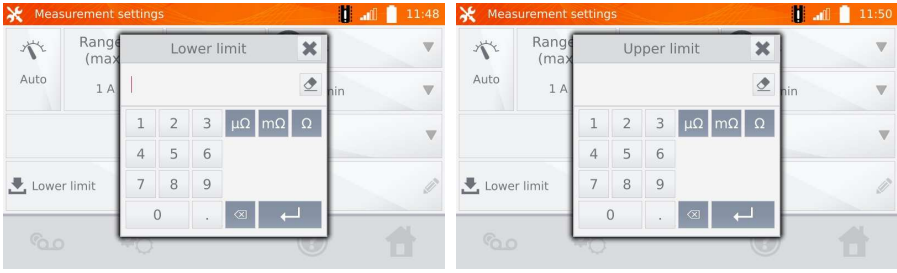 Measurement settings 11:48
Lower limit
Range
(max
Auto
1 A
min
1 2 3 µΩ mΩ Ω
4 5 6
7 8 9
0 .
Lower limit
Measurement settings 11:50
Upper limit
Range
(max
Auto
1 A
min
1 2 3 µΩ mΩ Ω
4 5 6
7 8 9
0 .
Lower limit